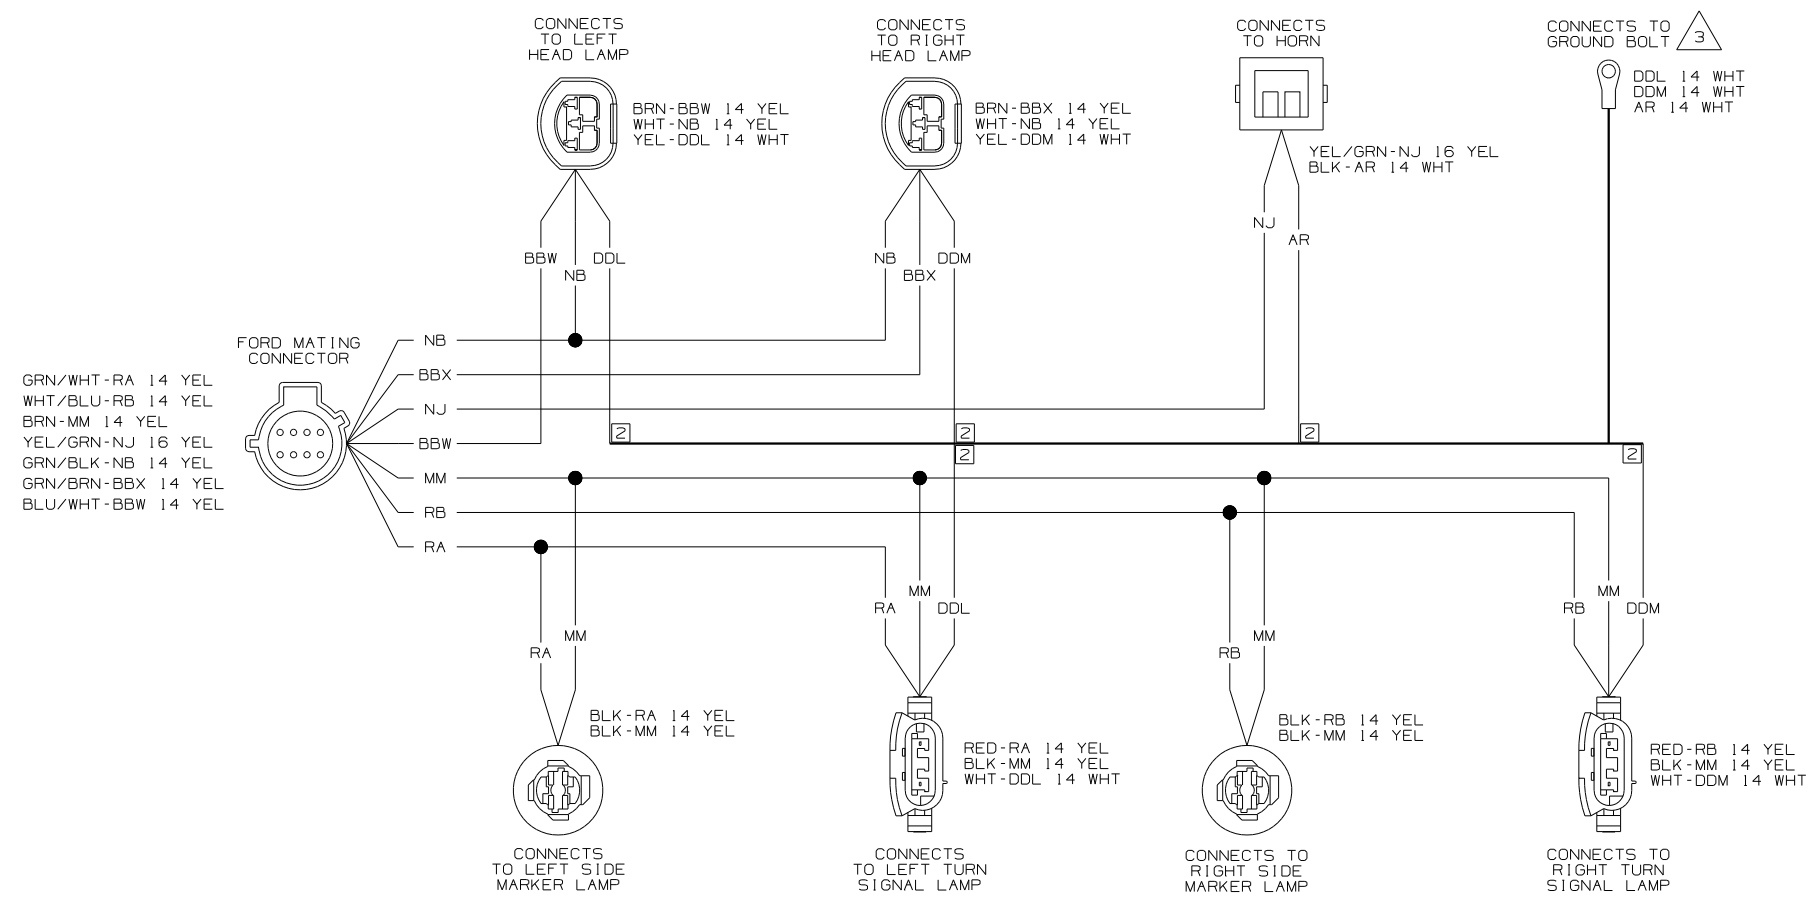 CONNECTS
TO LEFT
HEAD LAMP
BRN-BBW 14 YEL
WHT-NB 14 YEL
YEL-DDL 14 WHT
CONNECTS
TO RIGHT
HEAD LAMP
BRN-BBX 14 YEL
WHT-NB 14 YEL
YEL-DDM 14 WHT
CONNECTS
TO HORN
YEL/GRN-NJ 16 YEL
BLK-AR 14 WHT
CONNECTS TO
GROUND BOLT
3
DDL 14 WHT
DDM 14 WHT
AR 14 WHT
BBW
NB
DDL
NB
BBX
DDM
NJ
AR
FORD MATING
CONNECTOR
GRN/WHT-RA 14 YEL
WHT/BLU-RB 14 YEL
BRN-MM 14 YEL
YEL/GRN-NJ 16 YEL
GRN/BLK-NB 14 YEL
GRN/BRN-BBX 14 YEL
BLU/WHT-BBW 14 YEL
NB
BBX
NJ
BBW
MM
RB
RA
2
2
2
2
2
RA
MM
RA
MM
DDL
RB
MM
RB
MM
DDM
BLK-RA 14 YEL
BLK-MM 14 YEL
CONNECTS
TO LEFT SIDE
MARKER LAMP
RED-RA 14 YEL
BLK-MM 14 YEL
WHT-DDL 14 WHT
CONNECTS
TO LEFT TURN
SIGNAL LAMP
BLK-RB 14 YEL
BLK-MM 14 YEL
CONNECTS TO
RIGHT SIDE
MARKER LAMP
RED-RB 14 YEL
BLK-MM 14 YEL
WHT-DDM 14 WHT
CONNECTS TO
RIGHT TURN
SIGNAL LAMP